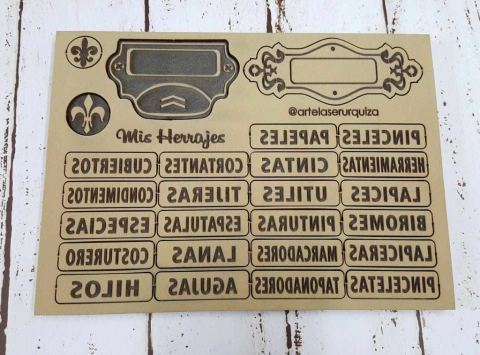 @artelaserurquiza
Mis Herrajes
PAPELES PINCELES
CUBIERTOS CORTANTES CINTAS HERRAMIENTAS
CONDIMENTOS TIJERAS UTILES LAPICES
ESPECIAS ESPATULAS PINTURAS BIROMES
COSTURERO LANAS MARCADORES LAPICERAS
HILOS AGUJAS TAPONADORES PINCELETAS